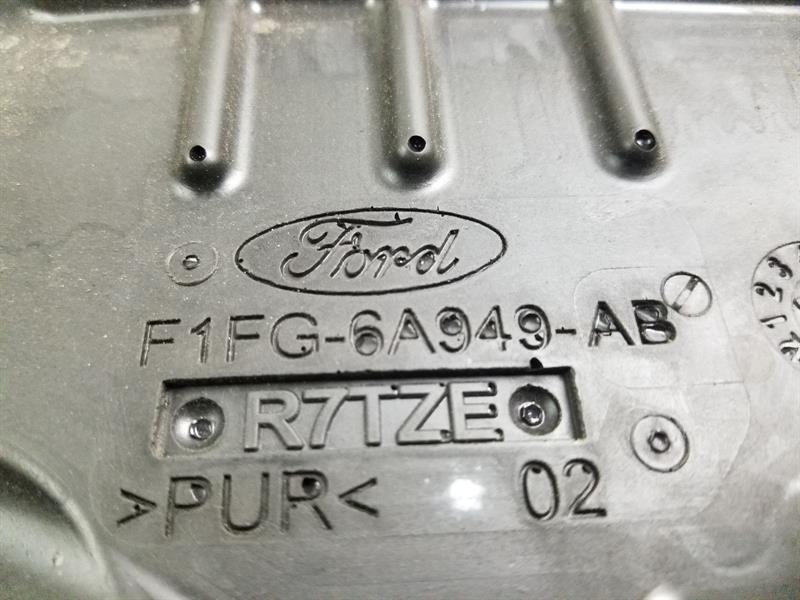 Ford
F1FG-6A949-AB
R7TZE
>PUR< 02